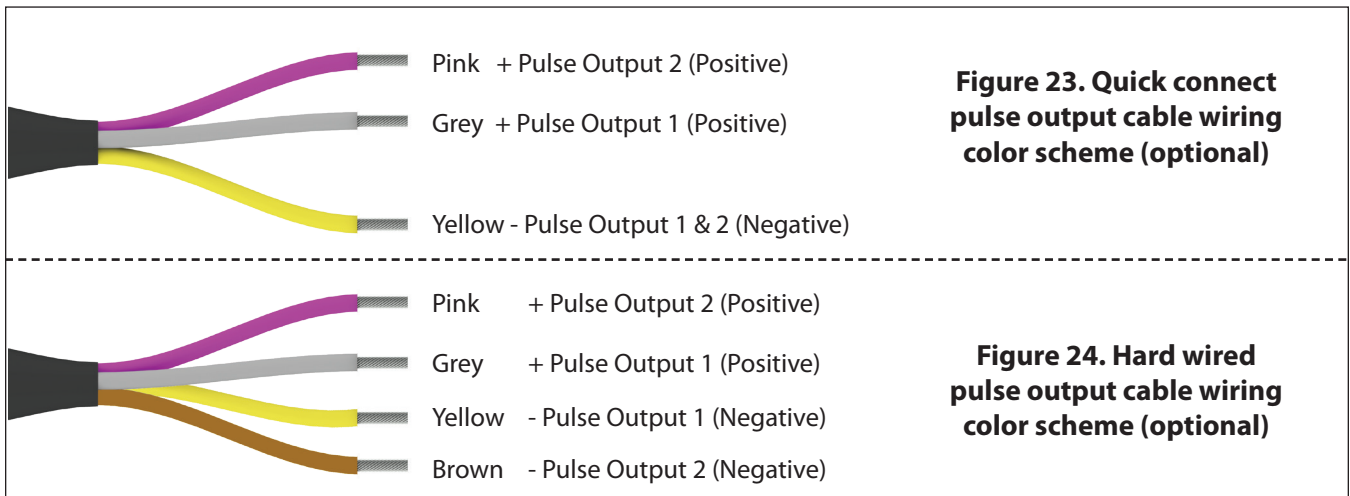 Pink + Pulse Output 2 (Positive)
Grey + Pulse Output 1 (Positive)
Yellow - Pulse Output 1 & 2 (Negative)
Figure 23. Quick connect
pulse output cable wiring
color scheme (optional)
Pink + Pulse Output 2 (Positive)
Grey + Pulse Output 1 (Positive)
Yellow - Pulse Output 1 (Negative)
Brown - Pulse Output 2 (Negative)
Figure 24. Hard wired
pulse output cable wiring
color scheme (optional)